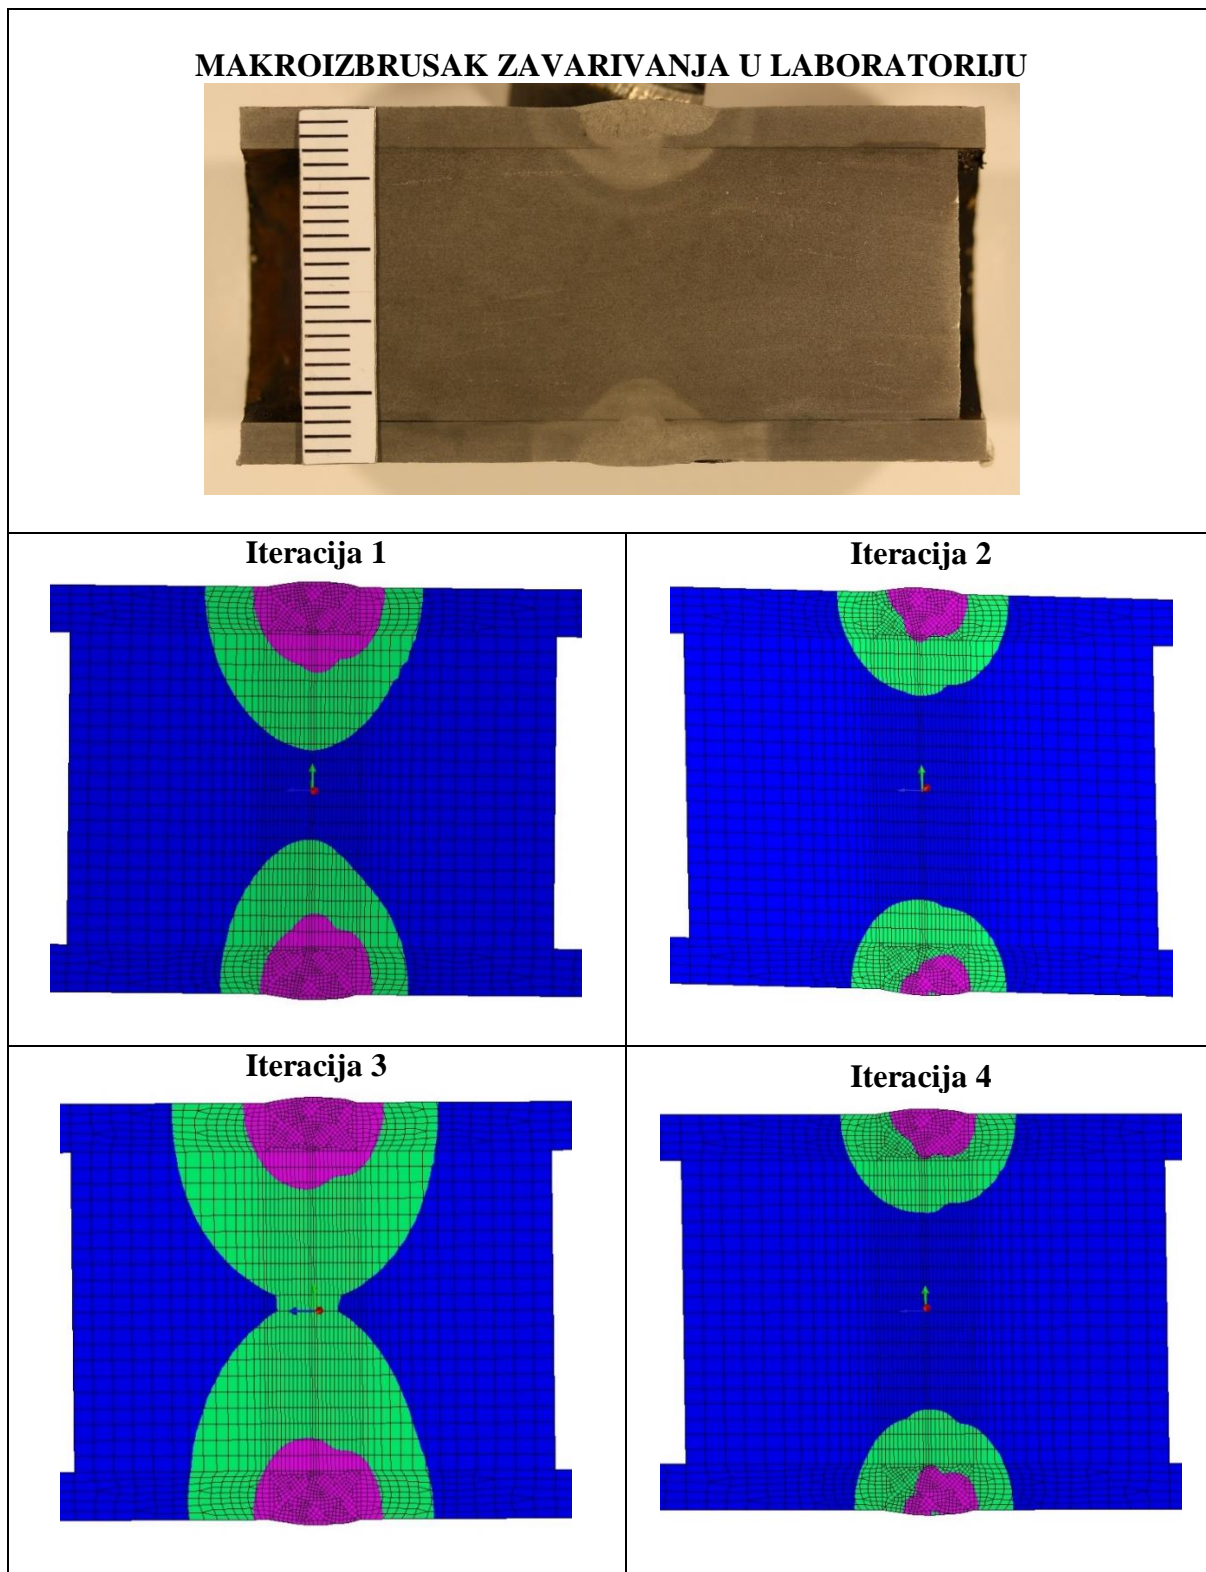 MAKROIZBRUSAK ZAVARIVANJA U LABORATORIJU
Iteracija 1
Iteracija 2
Iteracija 3
Iteracija 4